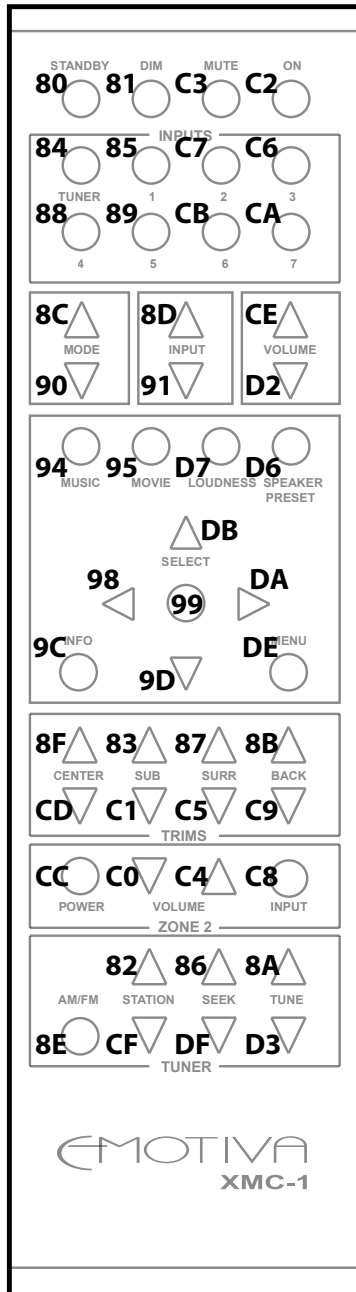 STANDBY DIM MUTE ON
80 81 C3 C2
INPUTS
84 85 C7 C6
TUNER 1 2 3
88 89 CB CA
4 5 6 7
8C 8D CE
MODE INPUT VOLUME
90 91 D2
94 95 D7 D6
MUSIC MOVIE LOUDNESS SPEAKER
PRESET
DB
SELECT
98 99 DA
INFO MENU
9C 9D DE
8F 83 87 8B
CENTER SUB SURR BACK
CD C1 C5 C9
TRIMS
CC C0 C4 C8
POWER VOLUME INPUT
ZONE 2
82 86 8A
AM/FM STATION SEEK TUNE
8E CF DF D3
TUNER
EMOTIVA
XMC-1